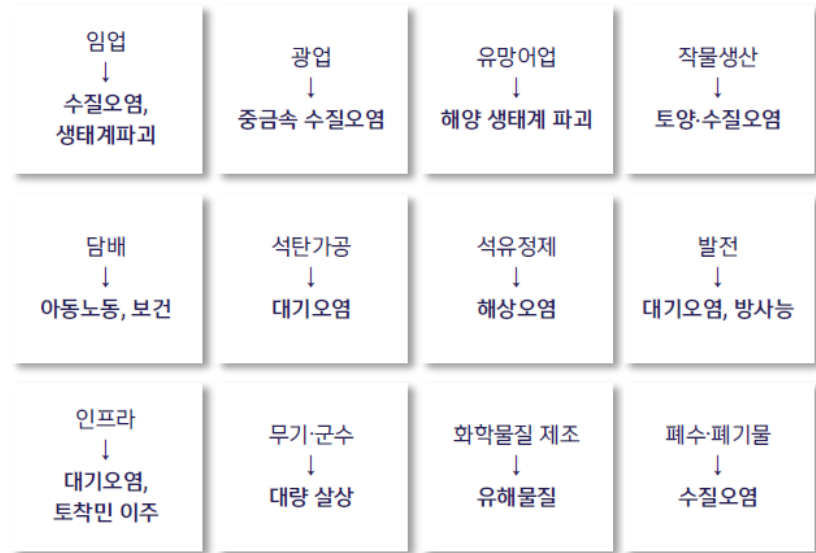 임업
↓
수질오염,
생태계파괴
광업
↓
중금속 수질오염
유망어업
↓
해양 생태계 파괴
작물생산
↓
토양·수질오염
담배
↓
아동노동, 보건
석탄가공
↓
대기오염
석유정제
↓
해상오염
발전
↓
대기오염, 방사능
인프라
↓
대기오염,
토착민 이주
무기·군수
↓
대량 살상
화학물질 제조
↓
유해물질
폐수·폐기물
↓
수질오염